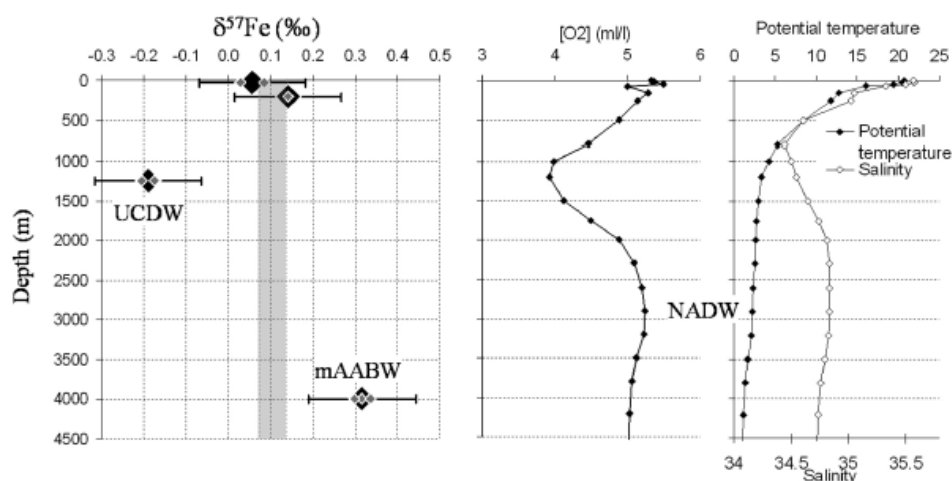 δ⁵⁷Fe (‰)
-0.3 -0.2 -0.1 0.0 0.1 0.2 0.3 0.4 0.5
Depth (m)
0
500
1000
1500
2000
2500
3000
3500
4000
4500
UCDW
mAABW
[O2] (ml/l)
3 4 5 6
NADW
Potential temperature
0 5 10 15 20 25
Potential
temperature
Salinity
34 34.5 35 35.5
Salinity